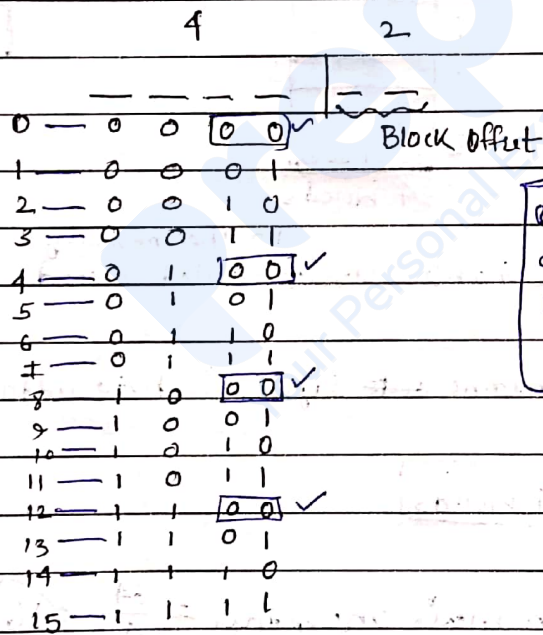 4 2
0 — 0 0 0 0 ✓ Block offset
1 — 0 0 0 1
2 — 0 0 1 0
3 — 0 0 1 1
4 — 0 1 0 0 ✓
5 — 0 1 0 1
6 — 0 1 1 0
7 — 0 1 1 1
8 — 1 0 0 0 ✓
9 — 1 0 0 1
10 — 1 0 1 0
11 — 1 0 1 1
12 — 1 1 0 0 ✓
13 — 1 1 0 1
14 — 1 1 1 0
15 — 1 1 1 1
prep
Your Personal E